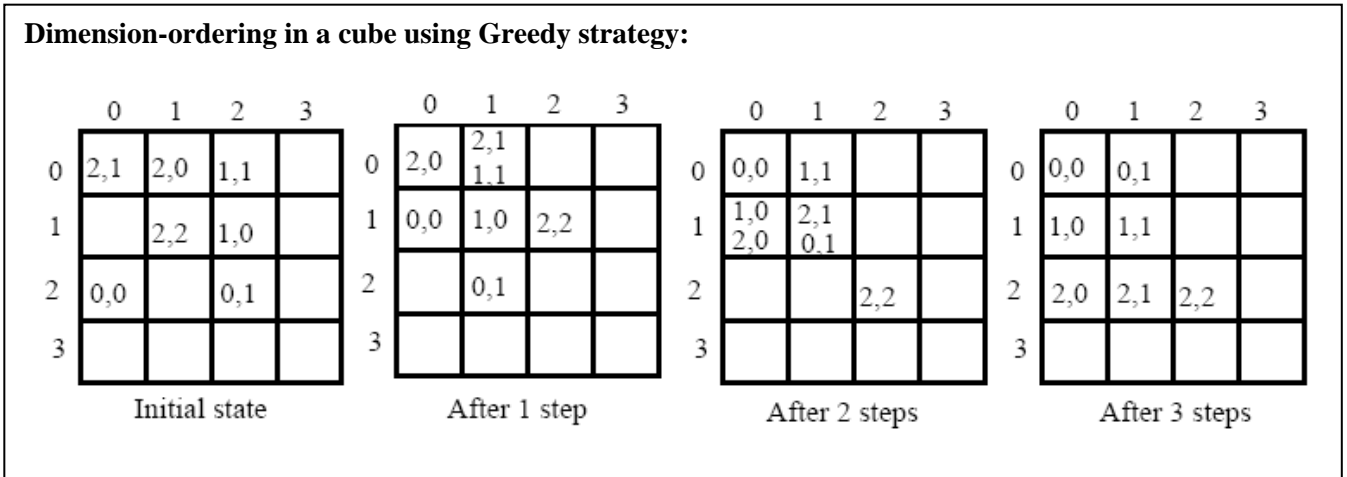 Dimension-ordering in a cube using Greedy strategy:
0 1 2 3
0 2,1 2,0 1,1
1 2,2 1,0
2 0,0 0,1
3
Initial state
0 1 2 3
0 2,0 2,1
1,1
1 0,0 1,0 2,2
2 0,1
3
After 1 step
0 1 2 3
0 0,0 1,1
1 1,0 2,1
2,0 0,1
2 2,2
3
After 2 steps
0 1 2 3
0 0,0 0,1
1 1,0 1,1
2 2,0 2,1 2,2
3
After 3 steps